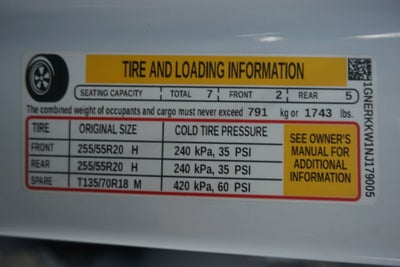 TIRE AND LOADING INFORMATION
SEATING CAPACITY TOTAL 7 FRONT 2 REAR 5
The combined weight of occupants and cargo must never exceed 791 kg or 1743 lbs.
TIRE ORIGINAL SIZE COLD TIRE PRESSURE
FRONT 255/55R20 H 240 kPa, 35 PSI
REAR 255/55R20 H 240 kPa, 35 PSI
SPARE T135/70R18 M 420 kPa, 60 PSI
SEE OWNER'S
MANUAL FOR
ADDITIONAL
INFORMATION
1GNERKKW1NJ179005